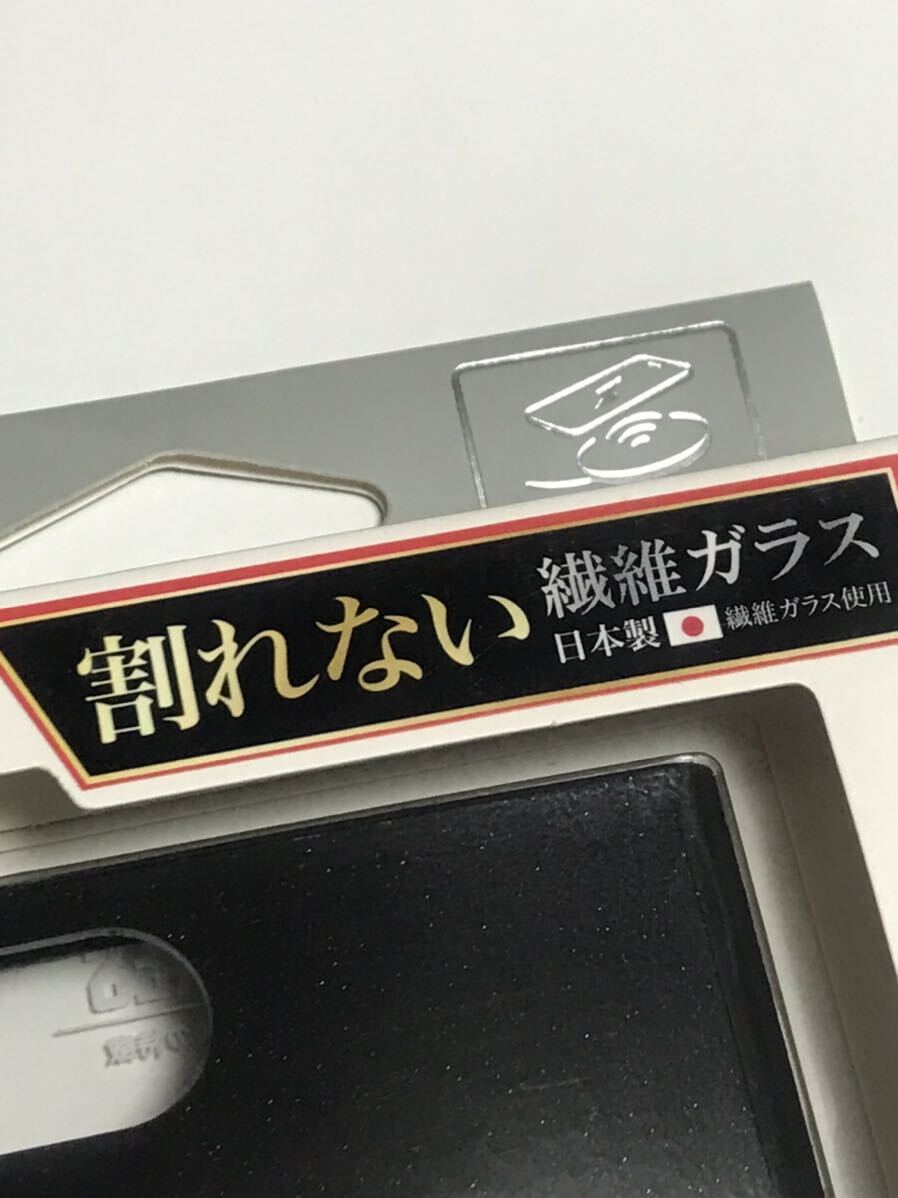 割れない 繊維ガラス
日本製 繊維ガラス使用